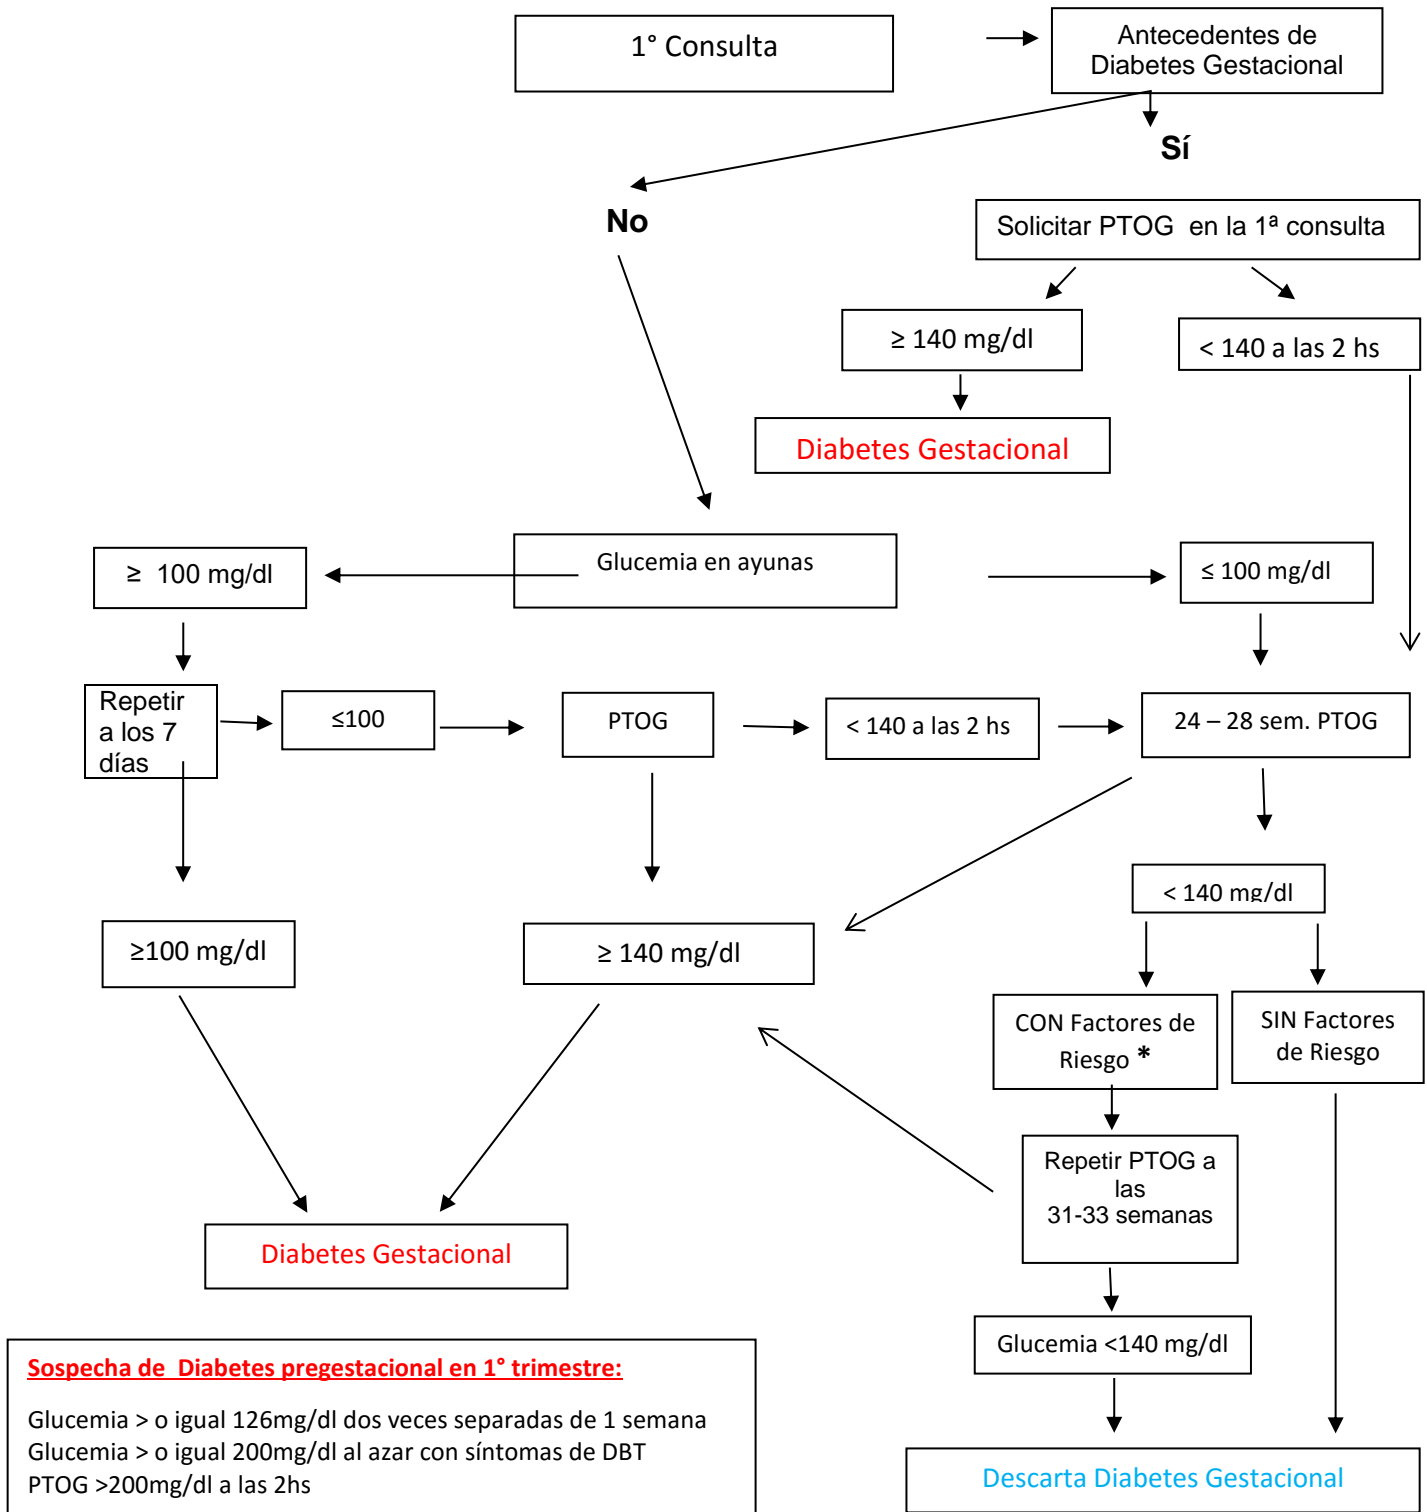 1° Consulta
Antecedentes de
Diabetes Gestacional
Sí
No
Solicitar PTOG en la 1ª consulta
≥ 140 mg/dl
< 140 a las 2 hs
Diabetes Gestacional
Glucemia en ayunas
≥ 100 mg/dl
≤ 100 mg/dl
Repetir
a los 7
días
≤100
PTOG
< 140 a las 2 hs
24 – 28 sem. PTOG
< 140 mg/dl
≥100 mg/dl
≥ 140 mg/dl
CON Factores de
Riesgo *
SIN Factores
de Riesgo
Repetir PTOG a
las
31-33 semanas
Diabetes Gestacional
Glucemia <140 mg/dl
Sospecha de Diabetes pregestacional en 1° trimestre:
Glucemia > o igual 126mg/dl dos veces separadas de 1 semana
Glucemia > o igual 200mg/dl al azar con síntomas de DBT
PTOG >200mg/dl a las 2hs
Descarta Diabetes Gestacional